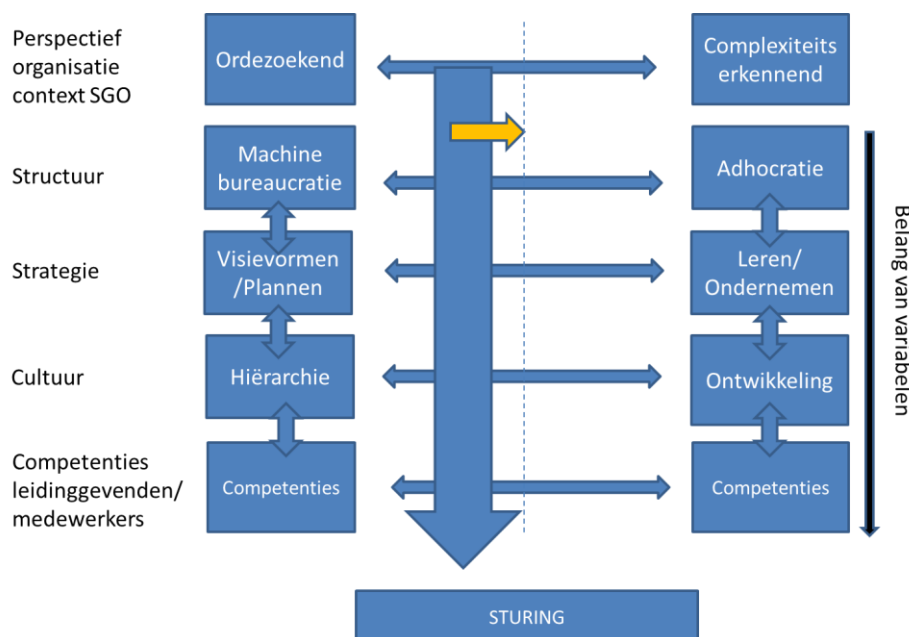 Perspectief
organisatie
context SGO
Ordezoekend
Complexiteits
erkennend
Structuur
Machine
bureaucratie
Adhocratie
Strategie
Visievormen
/Plannen
Leren/
Ondernemen
Cultuur
Hiërarchie
Ontwikkeling
Competenties
leidinggevenden/
medewerkers
Competenties
Competenties
Belang van variabelen
STURING